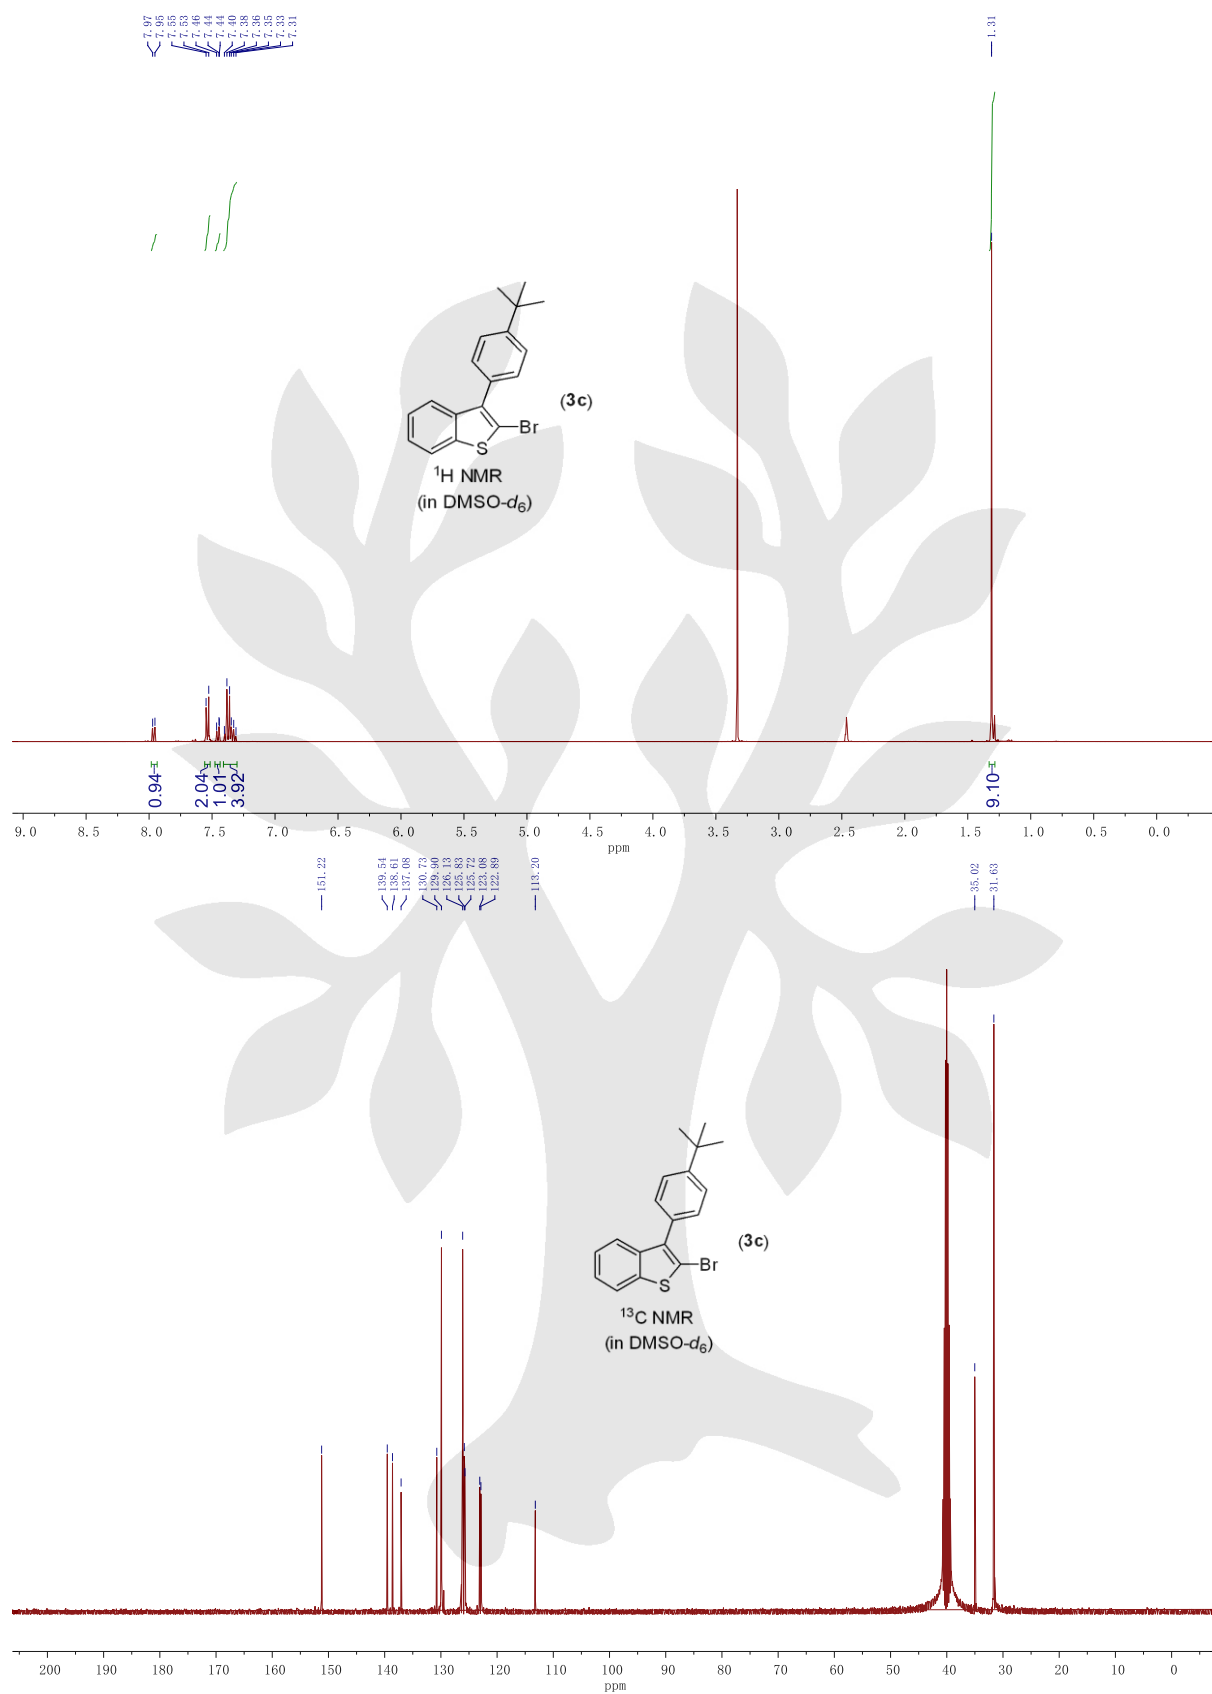 7.97
7.95
7.55
7.53
7.46
7.44
7.44
7.40
7.38
7.36
7.35
7.33
7.31
1.31
(3c)
Br
S
¹H NMR
(in DMSO-d₆)
0.94
2.04
1.01
3.92
9.10
9.0 8.5 8.0 7.5 7.0 6.5 6.0 5.5 5.0 4.5 4.0 3.5 3.0 2.5 2.0 1.5 1.0 0.5 0.0
ppm
151.22
139.54
138.61
137.08
130.73
129.90
126.13
125.83
125.72
123.08
122.89
113.20
35.02
31.63
(3c)
Br
S
¹³C NMR
(in DMSO-d₆)
200 190 180 170 160 150 140 130 120 110 100 90 80 70 60 50 40 30 20 10 0
ppm